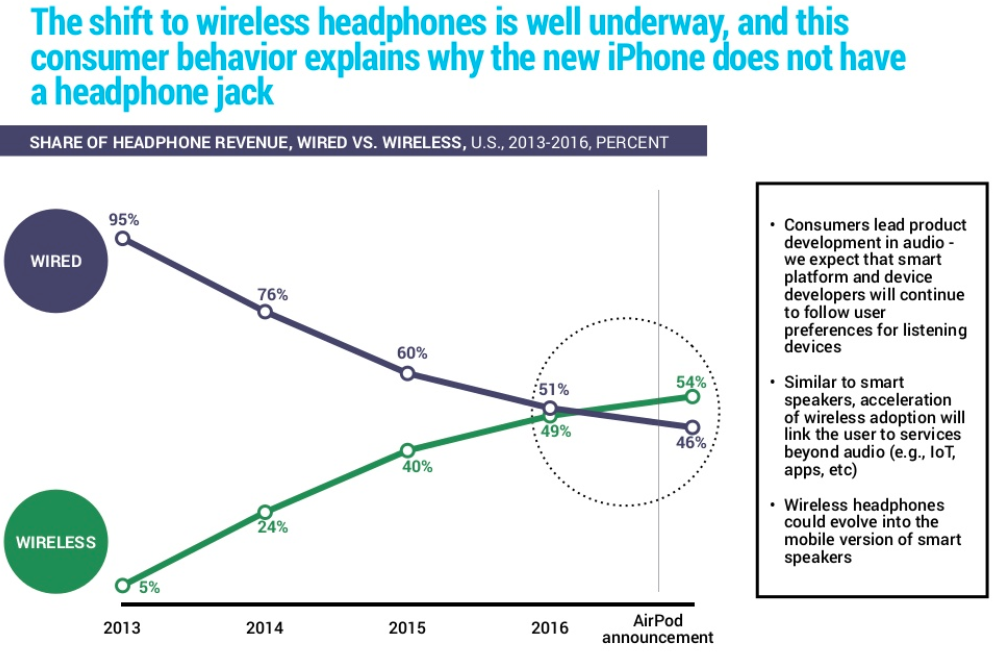 The shift to wireless headphones is well underway, and this
consumer behavior explains why the new iPhone does not have
a headphone jack
SHARE OF HEADPHONE REVENUE, WIRED VS. WIRELESS, U.S., 2013-2016, PERCENT
95%
WIRED
76%
60%
51%
54%
49%
46%
40%
24%
WIRELESS
5%
2013
2014
2015
2016
AirPod
announcement
• Consumers lead product
development in audio -
we expect that smart
platform and device
developers will continue
to follow user
preferences for listening
devices
• Similar to smart
speakers, acceleration
of wireless adoption will
link the user to services
beyond audio (e.g., IoT,
apps, etc)
• Wireless headphones
could evolve into the
mobile version of smart
speakers